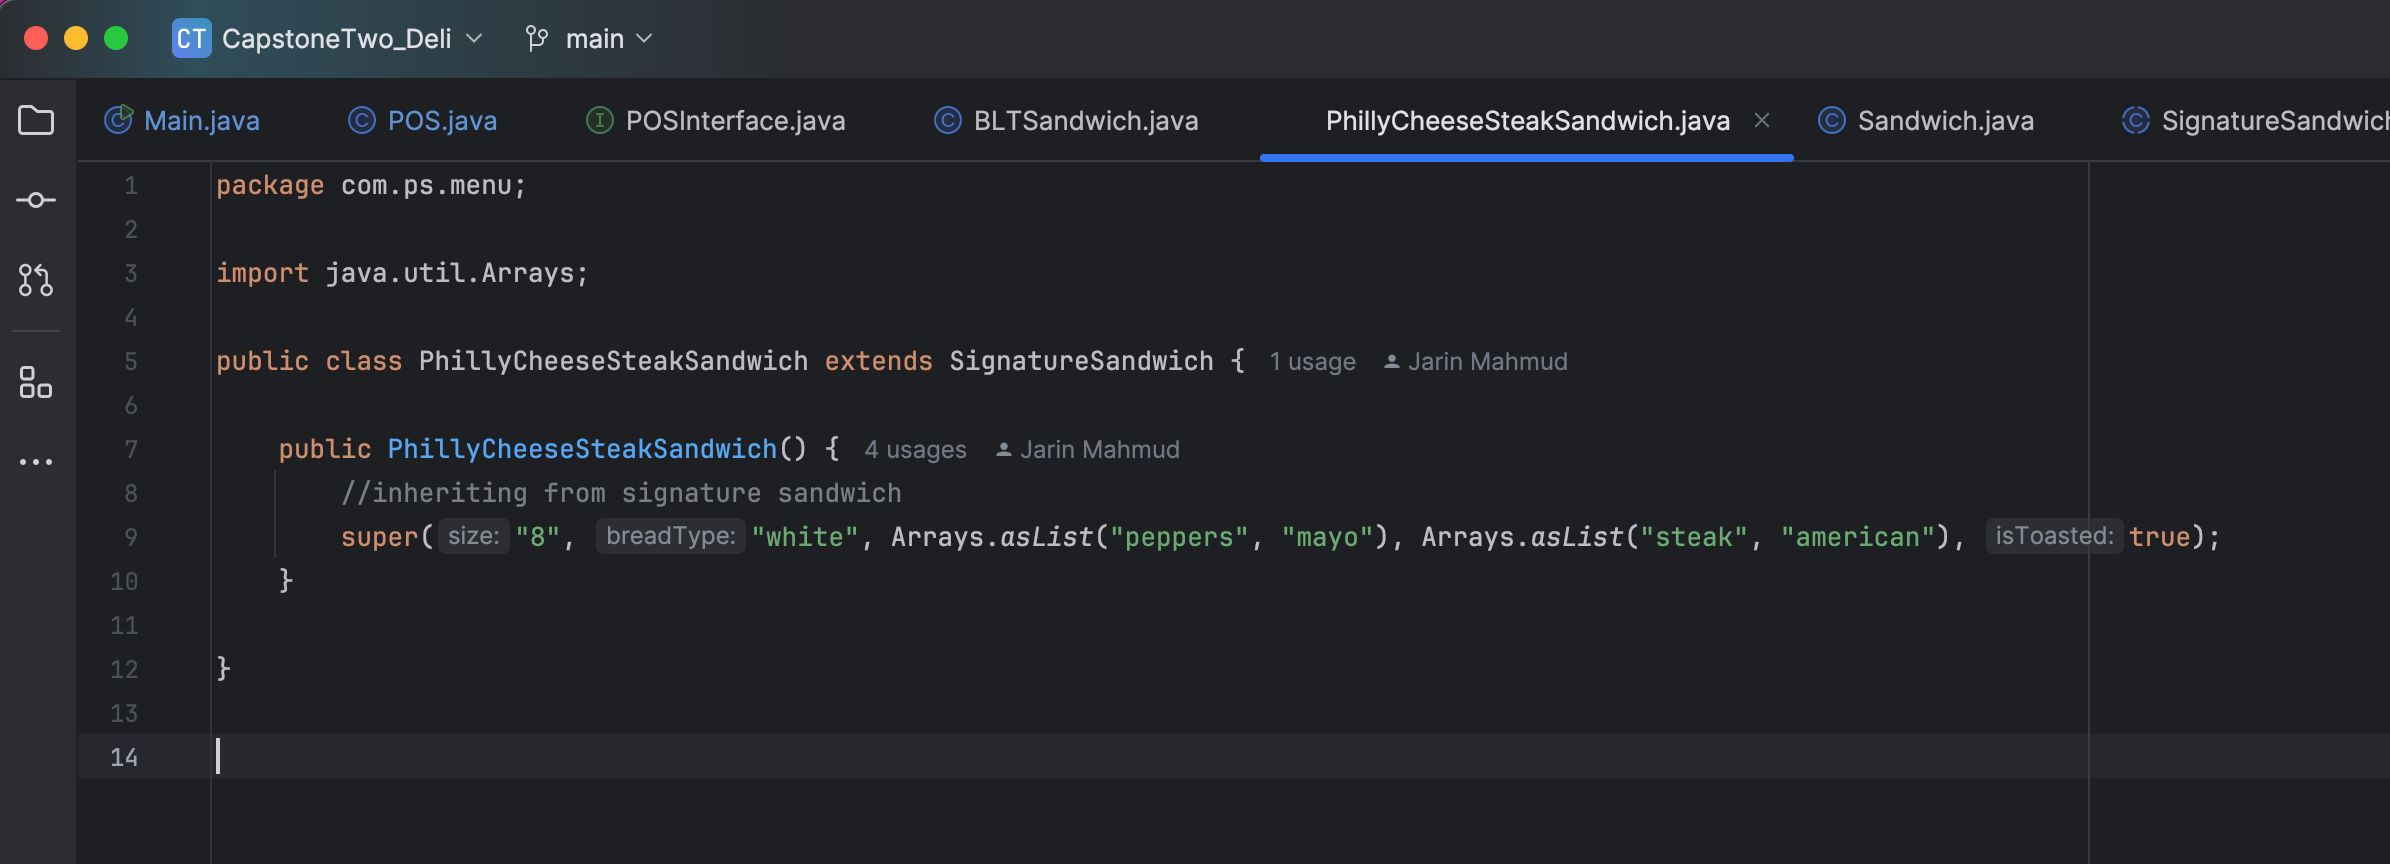 CT CapstoneTwo_Deli main
Main.java POS.java POSInterface.java BLTSandwich.java PhillyCheeseSteakSandwich.java Sandwich.java SignatureSandwich
1 package com.ps.menu;
2
3 import java.util.Arrays;
4
5 public class PhillyCheeseSteakSandwich extends SignatureSandwich { 1 usage Jarin Mahmud
6
7 public PhillyCheeseSteakSandwich() { 4 usages Jarin Mahmud
8 //inheriting from signature sandwich
9 super( size: "8", breadType: "white", Arrays.asList("peppers", "mayo"), Arrays.asList("steak", "american"), isToasted: true);
10 }
11
12 }
13
14